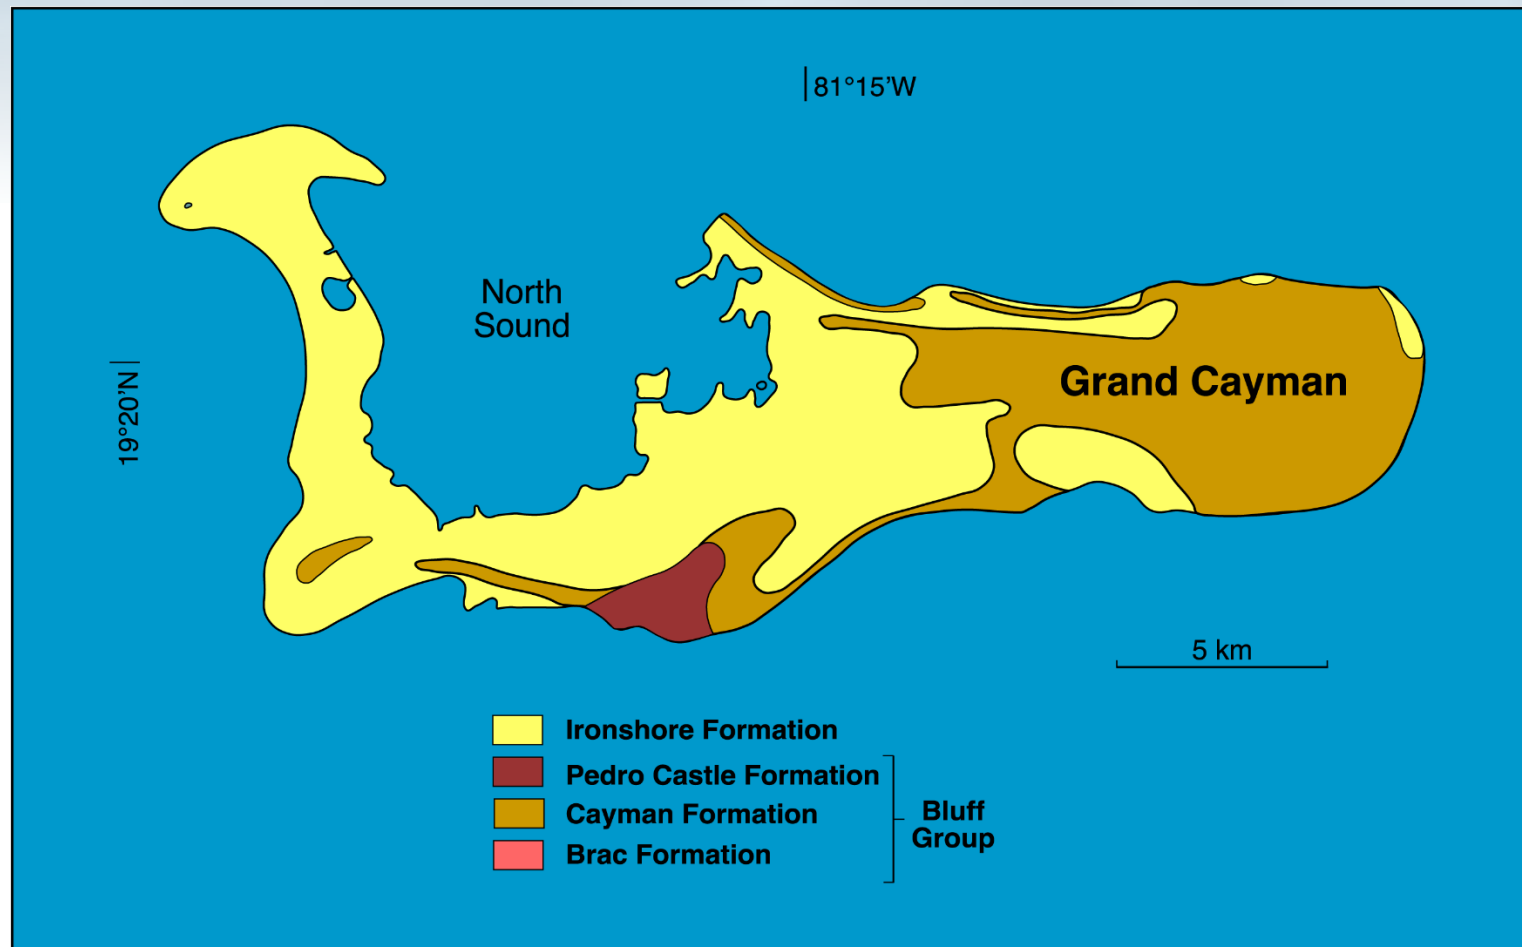 81°15'W
North
Sound
19°20'N
Grand Cayman
5 km
Ironshore Formation
Pedro Castle Formation
Cayman Formation
Brac Formation
Bluff
Group